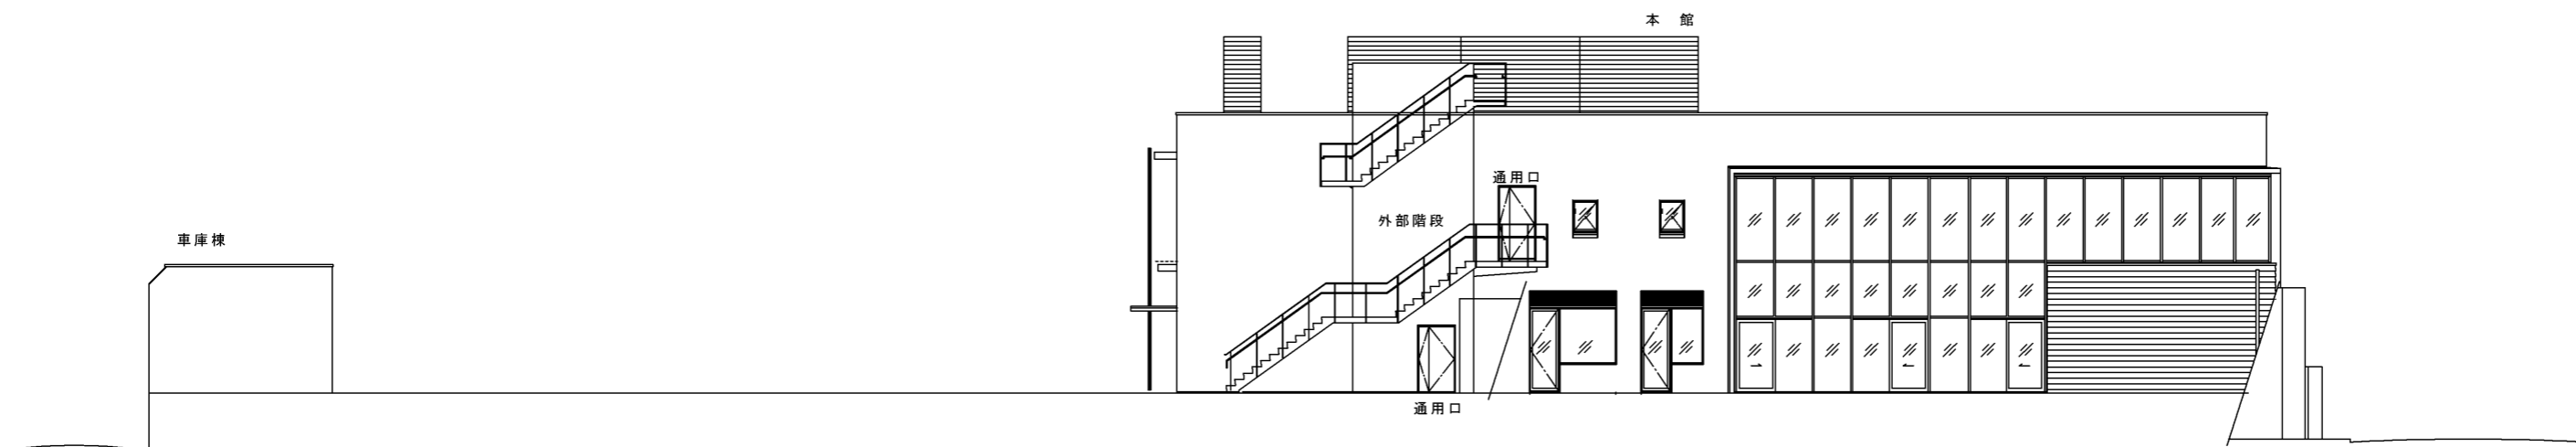 本 館
通用口
外部階段
車庫棟
通用口